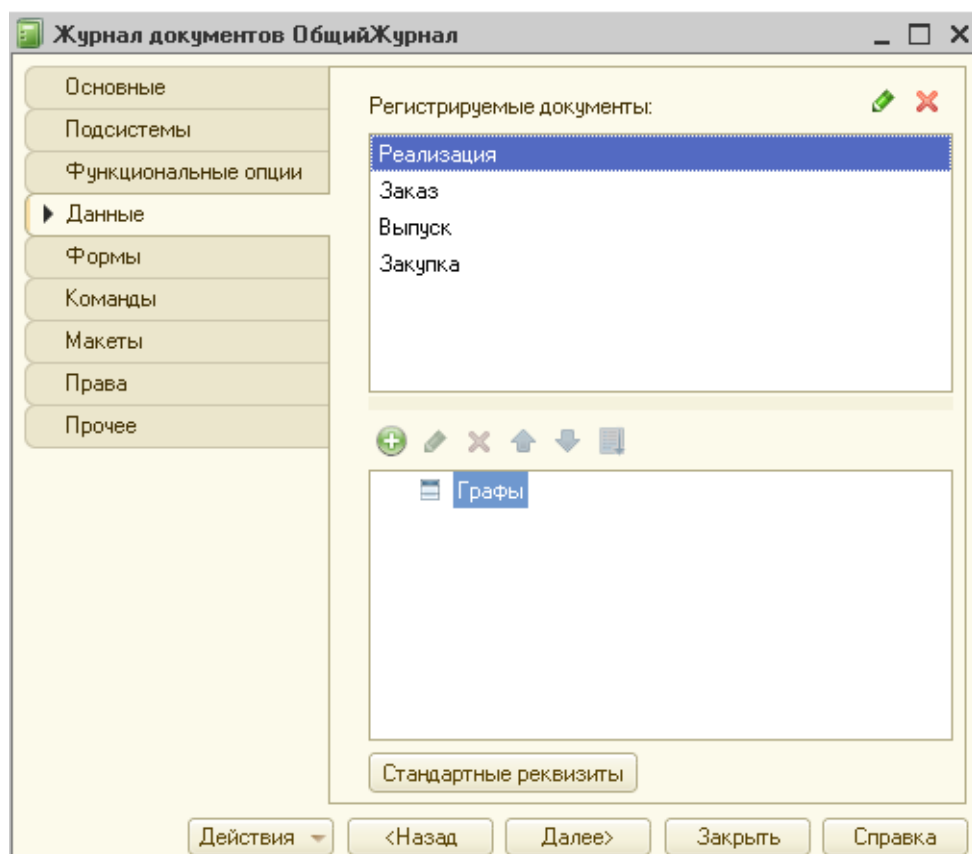 Журнал документов ОбщийЖурнал
Основные
Подсистемы
Функциональные опции
Данные
Формы
Команды
Макеты
Права
Прочее
Регистрируемые документы:
Реализация
Заказ
Выпуск
Закупка
Графы
Стандартные реквизиты
Действия
<Назад
Далее>
Закрыть
Справка